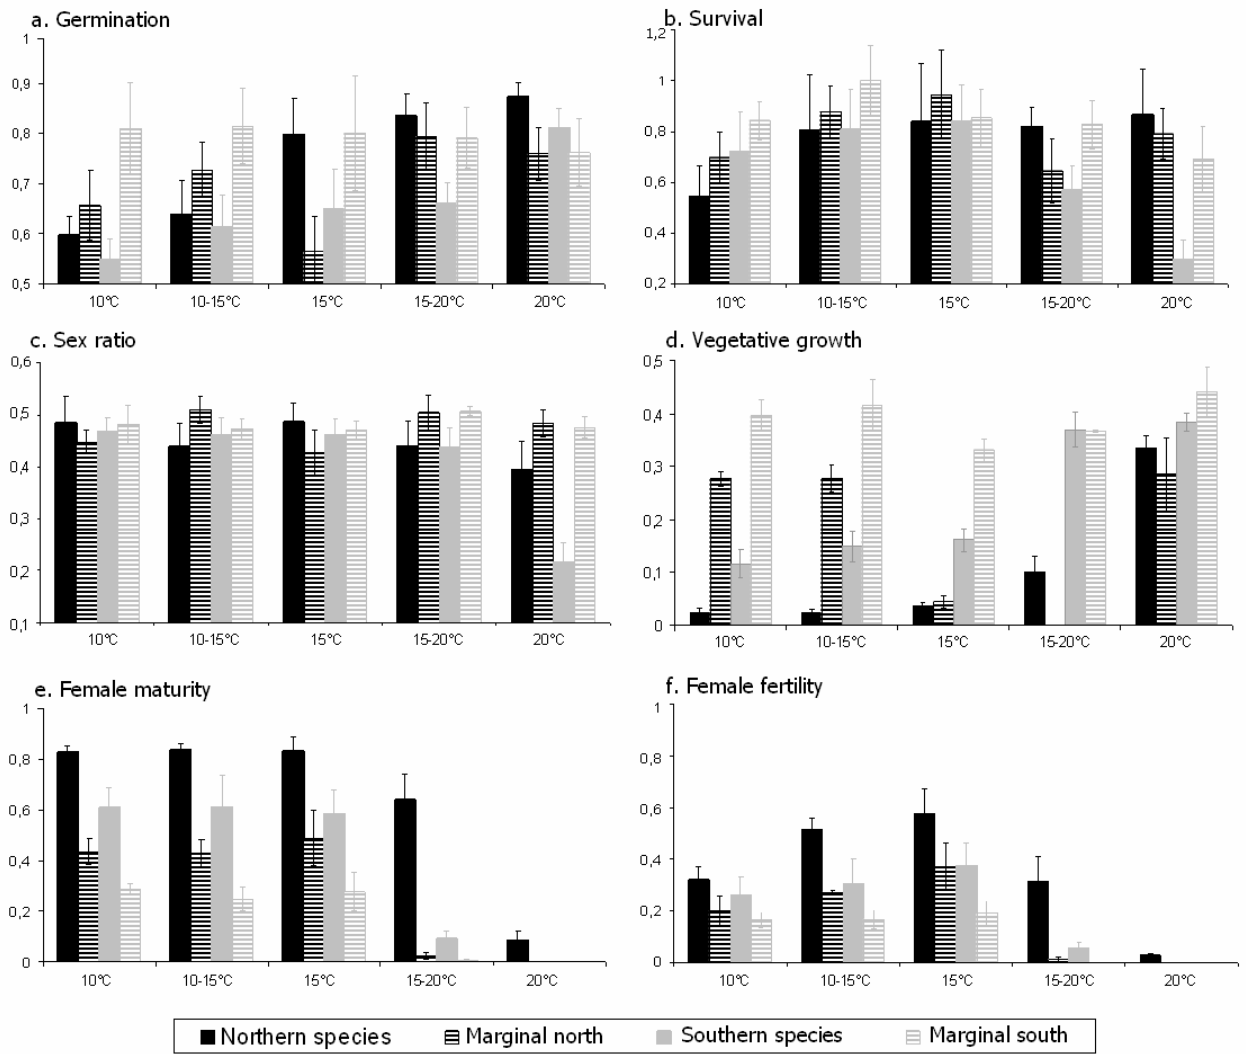 a. Germination
1
0,9
0,8
0,7
0,6
0,5
10°C 10-15°C 15°C 15-20°C 20°C
b. Survival
1,2
1
0,8
0,6
0,4
0,2
10°C 10-15°C 15°C 15-20°C 20°C
c. Sex ratio
0,6
0,5
0,4
0,3
0,2
0,1
10°C 10-15°C 15°C 15-20°C 20°C
d. Vegetative growth
0,5
0,4
0,3
0,2
0,1
0
10°C 10-15°C 15°C 15-20°C 20°C
e. Female maturity
1
0,8
0,6
0,4
0,2
0
10°C 10-15°C 15°C 15-20°C 20°C
f. Female fertility
1
0,8
0,6
0,4
0,2
0
10°C 10-15°C 15°C 15-20°C 20°C
Northern species Marginal north Southern species Marginal south